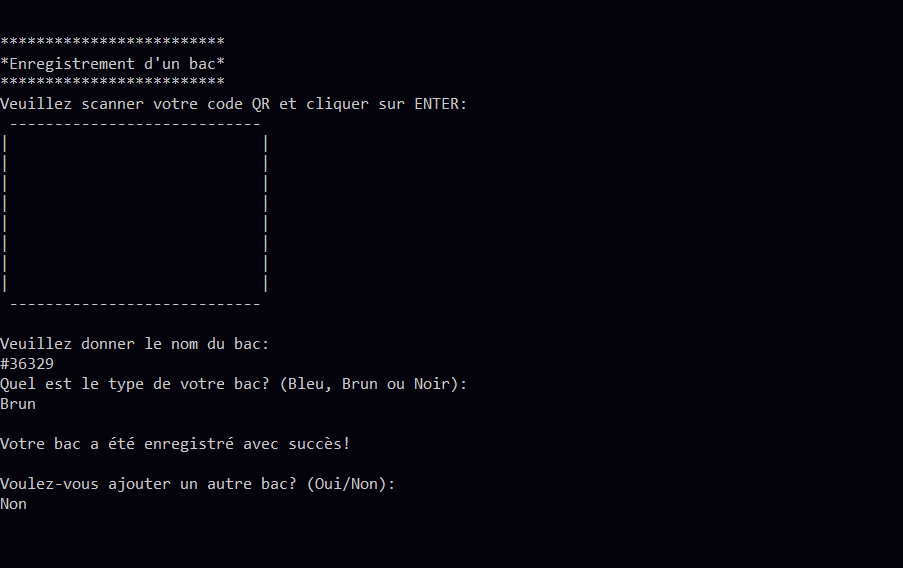 *************************
*Enregistrement d'un bac*
*************************
Veuillez scanner votre code QR et cliquer sur ENTER:
 ----------------------------
|                            |
|                            |
|                            |
|                            |
|                            |
|                            |
|                            |
|                            |
 ----------------------------
Veuillez donner le nom du bac:
#36329
Quel est le type de votre bac? (Bleu, Brun ou Noir):
Brun
Votre bac a été enregistré avec succès!
Voulez-vous ajouter un autre bac? (Oui/Non):
Non